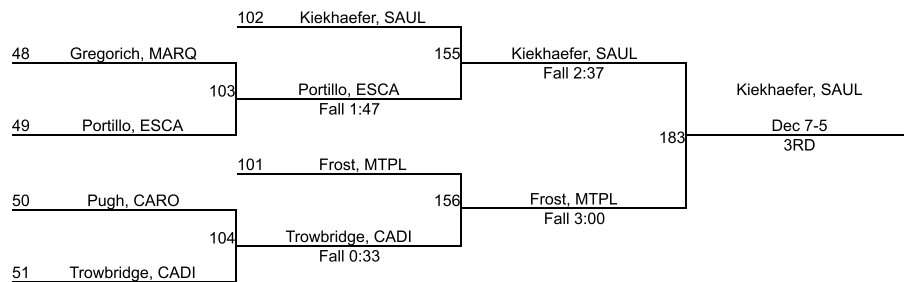 102 Kiekhaefer, SAUL
48 Gregorich, MARQ
155 Kiekhaefer, SAUL
Fall 2:37
103 Portillo, ESCA
Fall 1:47
Kiekhaefer, SAUL
49 Portillo, ESCA
183 Dec 7-5
3RD
101 Frost, MTPL
50 Pugh, CARO
156 Frost, MTPL
Fall 3:00
104 Trowbridge, CADI
Fall 0:33
51 Trowbridge, CADI